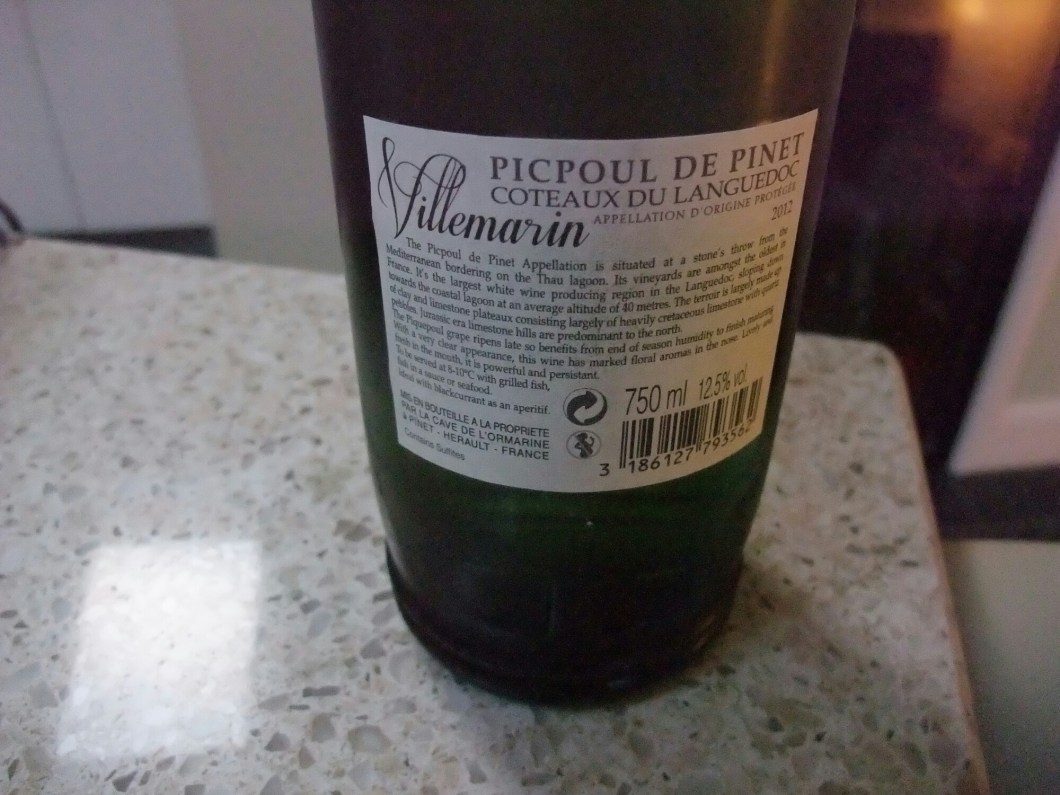 Villemarin
PICPOUL DE PINET
COTEAUX DU LANGUEDOC
APPELLATION D'ORIGINE PROTÉGÉE
2012
The Picpoul de Pinet Appellation is situated at a stone's throw from the
Mediterranean bordering on the Thau lagoon. Its vineyards are amongst the oldest in
France. It's the largest white wine producing region in the Languedoc, sloping down
towards the coastal lagoon at an average altitude of 40 metres. The terroir is largely made up
of clay and limestone plateaux consisting largely of heavily cretaceous limestone with quartz
pebbles. Jurassic era limestone hills are predominant to the north.
The Piquepoul grape ripens late so benefits from end of season humidity to finish maturing
With a very clear appearance, this wine has marked floral aromas in the nose. Lively and
fresh in the mouth, it is powerful and persistant.
To be served at 8-10°C with grilled fish,
fish in a sauce or seafood.
Ideal with blackcurrant as an aperitif.
MIS EN BOUTEILLE A LA PROPRIETE
PAR LA CAVE DE L'ORMARINE
à PINET - HERAULT - FRANCE
Contains Sulfites
750 ml 12.5% vol
3 186127 793562